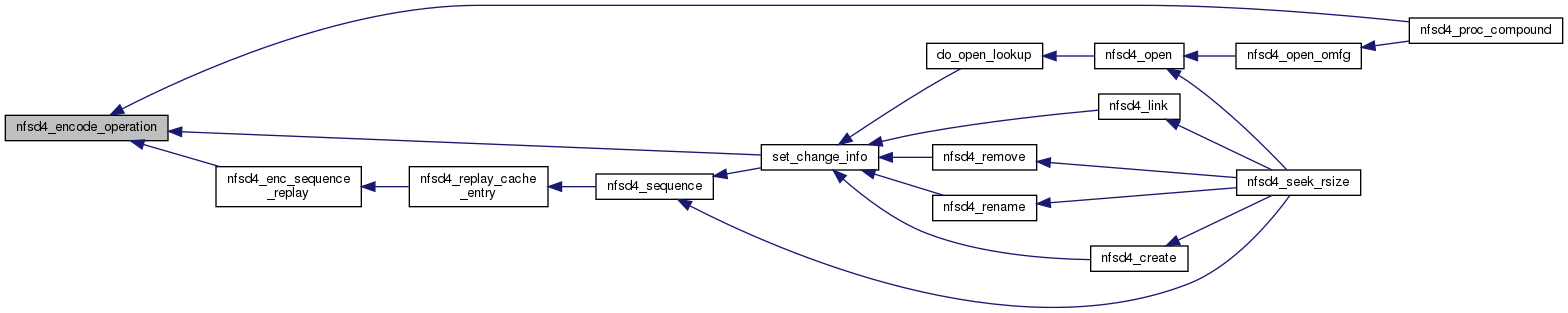 nfsd4_proc_compound
do_open_lookup
nfsd4_open
nfsd4_open_omfg
nfsd4_link
nfsd4_encode_operation
set_change_info
nfsd4_remove
nfsd4_enc_sequence
_replay
nfsd4_replay_cache
_entry
nfsd4_sequence
nfsd4_seek_rsize
nfsd4_rename
nfsd4_create